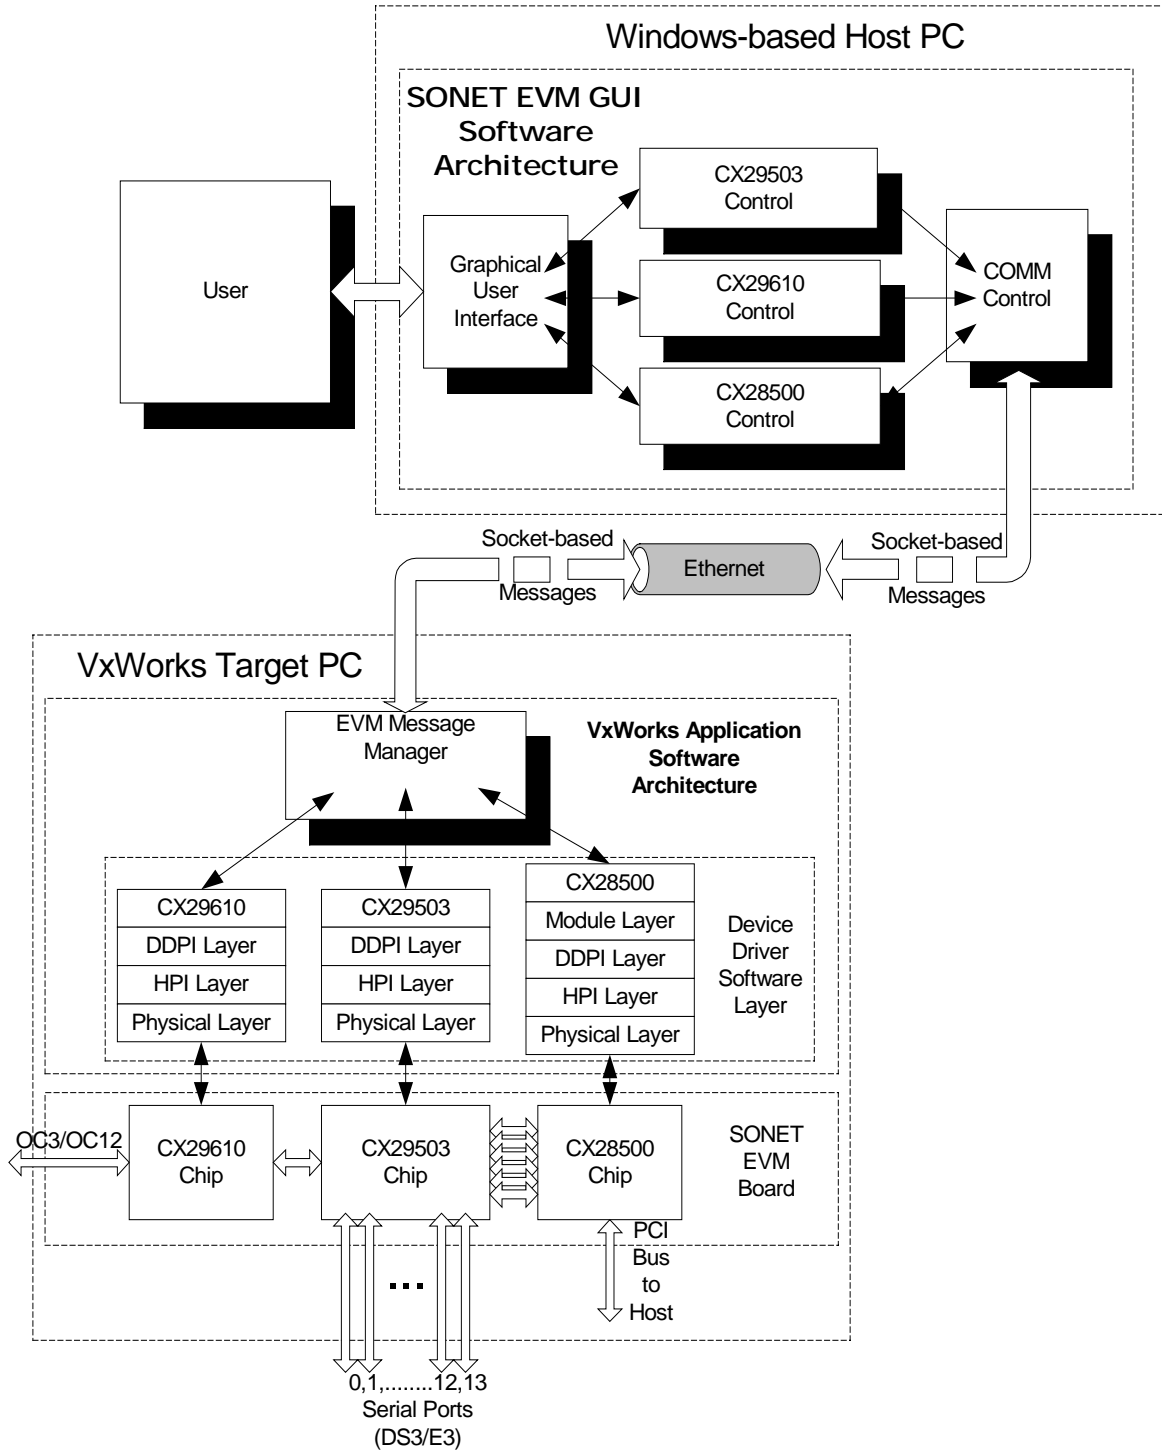 Windows-based Host PC
SONET EVM GUI
Software
Architecture
User
Graphical
User
Interface
CX29503
Control
CX29610
Control
CX28500
Control
COMM
Control
Socket-based
Messages
Ethernet
Socket-based
Messages
VxWorks Target PC
EVM Message
Manager
VxWorks Application
Software
Architecture
CX29610
DDPI Layer
HPI Layer
Physical Layer
CX29503
DDPI Layer
HPI Layer
Physical Layer
CX28500
Module Layer
DDPI Layer
HPI Layer
Physical Layer
Device
Driver
Software
Layer
OC3/OC12
CX29610
Chip
CX29503
Chip
CX28500
Chip
SONET
EVM
Board
PCI
Bus
to
Host
...
0,1,........12,13
Serial Ports
(DS3/E3)